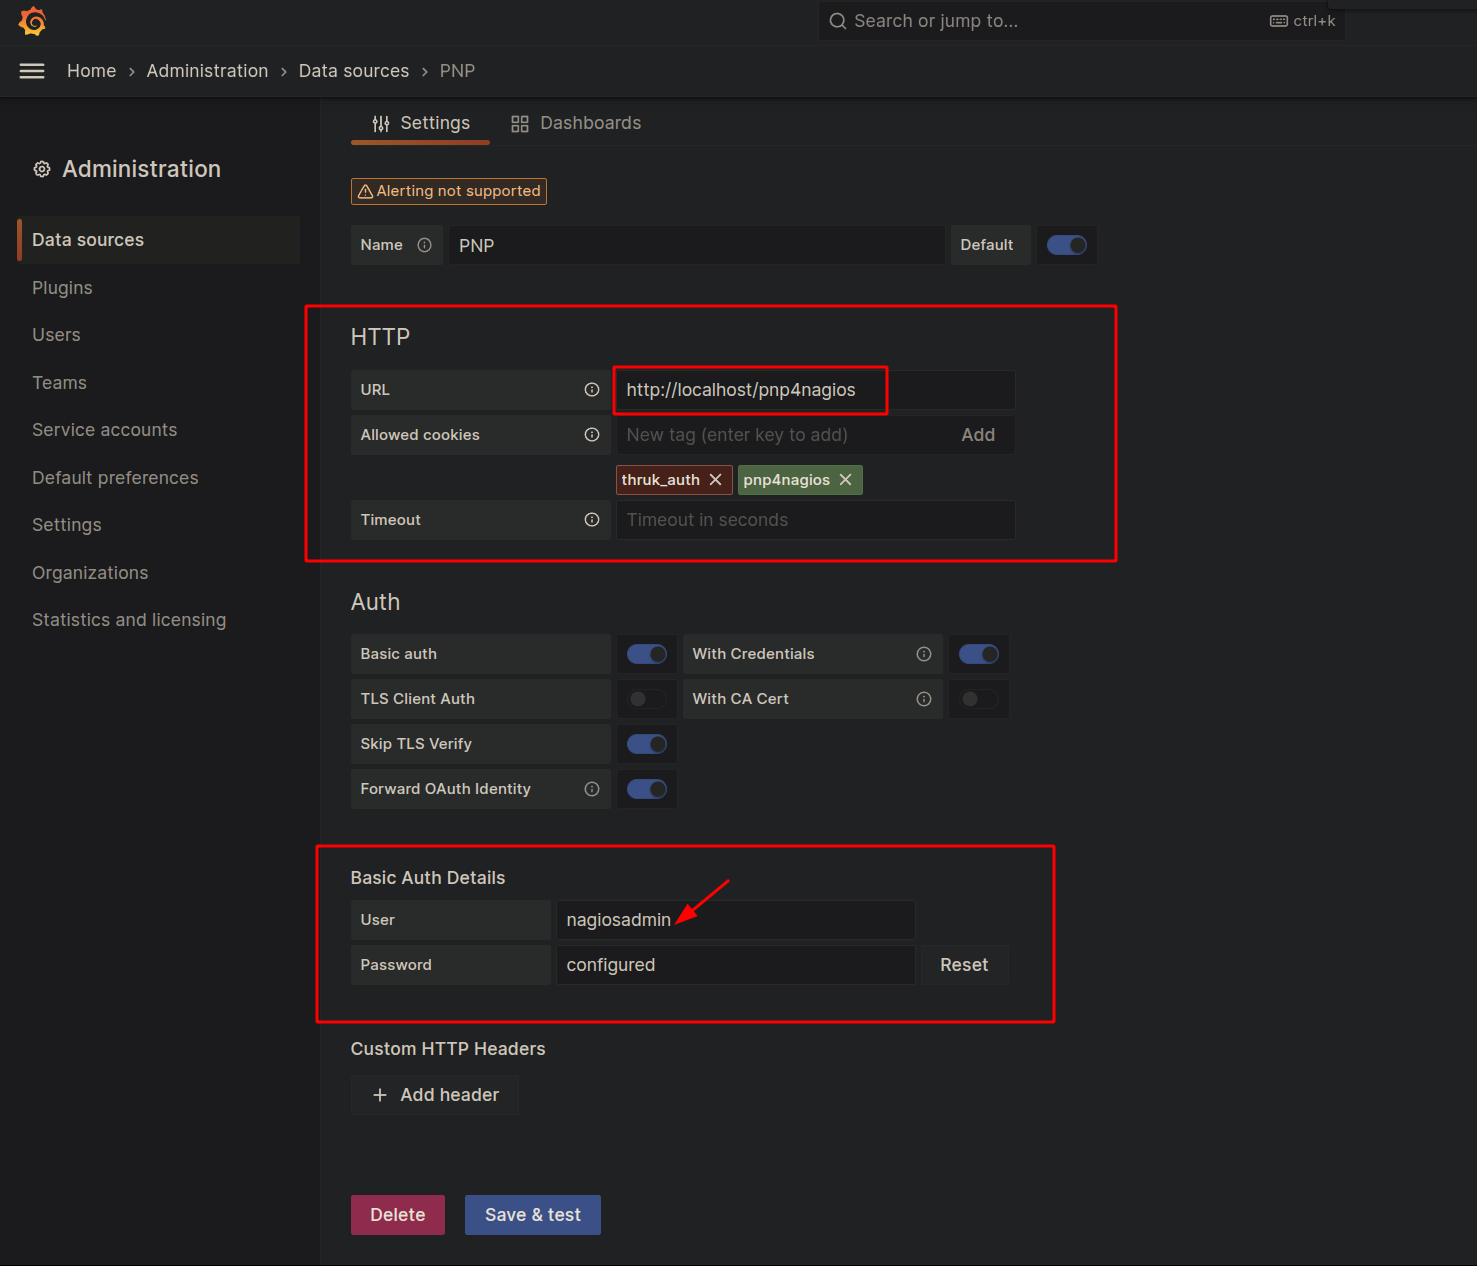 Search or jump to...
ctrl+k
Home › Administration › Data sources › PNP
Settings
Dashboards
Administration
Data sources
Plugins
Users
Teams
Service accounts
Default preferences
Settings
Organizations
Statistics and licensing
Alerting not supported
Name
PNP
Default
HTTP
URL
http://localhost/pnp4nagios
Allowed cookies
New tag (enter key to add)
Add
thruk_auth
pnp4nagios
Timeout
Timeout in seconds
Auth
Basic auth
With Credentials
TLS Client Auth
With CA Cert
Skip TLS Verify
Forward OAuth Identity
Basic Auth Details
User
nagiosadmin
Password
configured
Reset
Custom HTTP Headers
Add header
Delete
Save & test